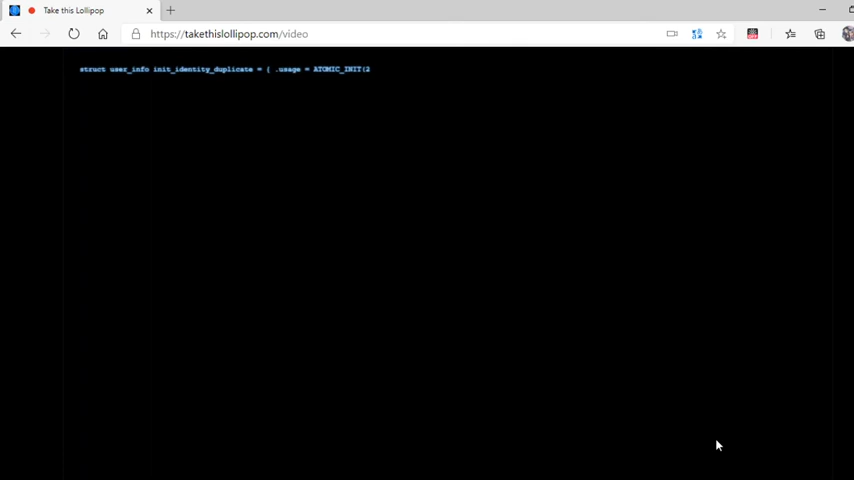 Take this Lollipop
https://takethislollipop.com/video
struct user_info init_identity_duplicate = { .usage = ATOMIC_INIT(2